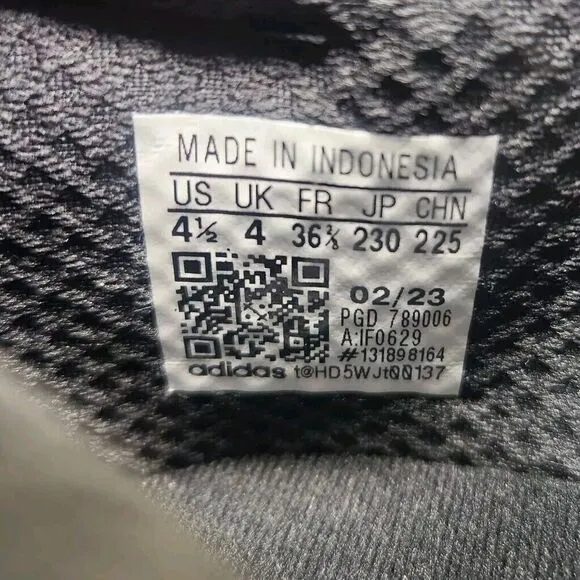 MADE IN INDONESIA
US UK FR JP CHN
4½ 4 36⅔ 230 225
02/23
PGD 789006
A:IF0629
#131898164
adidas t@HD5WJt00137